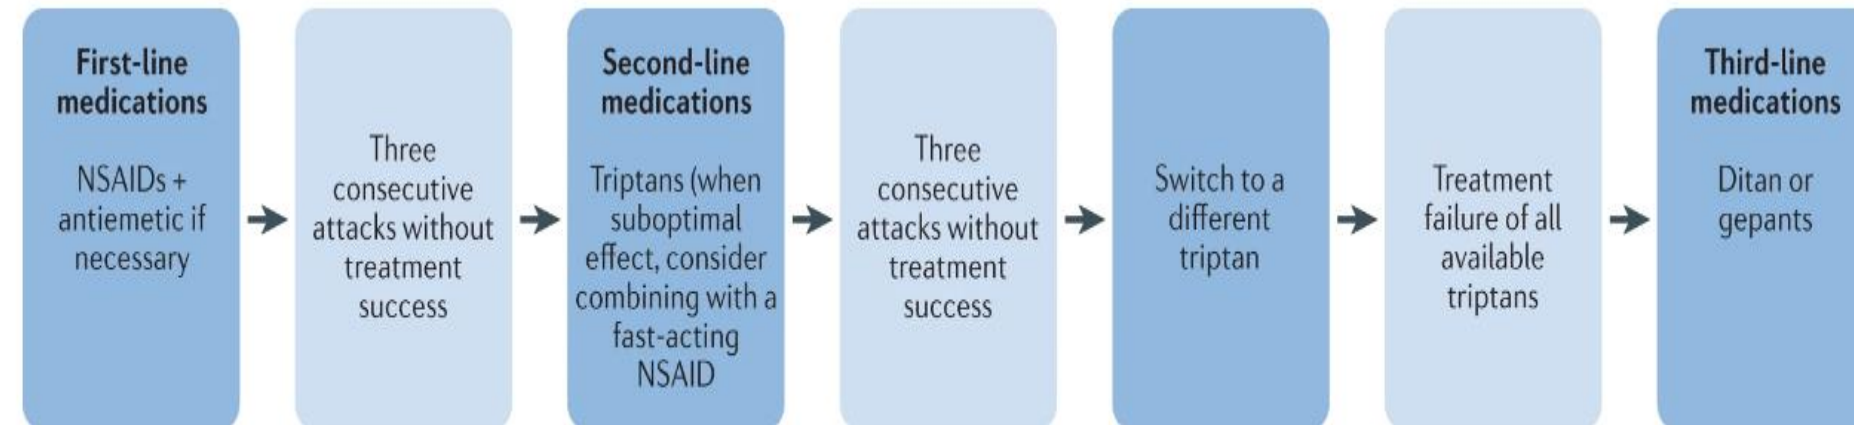 First-line
medications
NSAIDs +
antiemetic if
necessary
Three
consecutive
attacks without
treatment
success
Second-line
medications
Triptans (when
suboptimal
effect, consider
combining with a
fast-acting
NSAID
Three
consecutive
attacks without
treatment
success
Switch to a
different
triptan
Treatment
failure of all
available
triptans
Third-line
medications
Ditan or
gepants